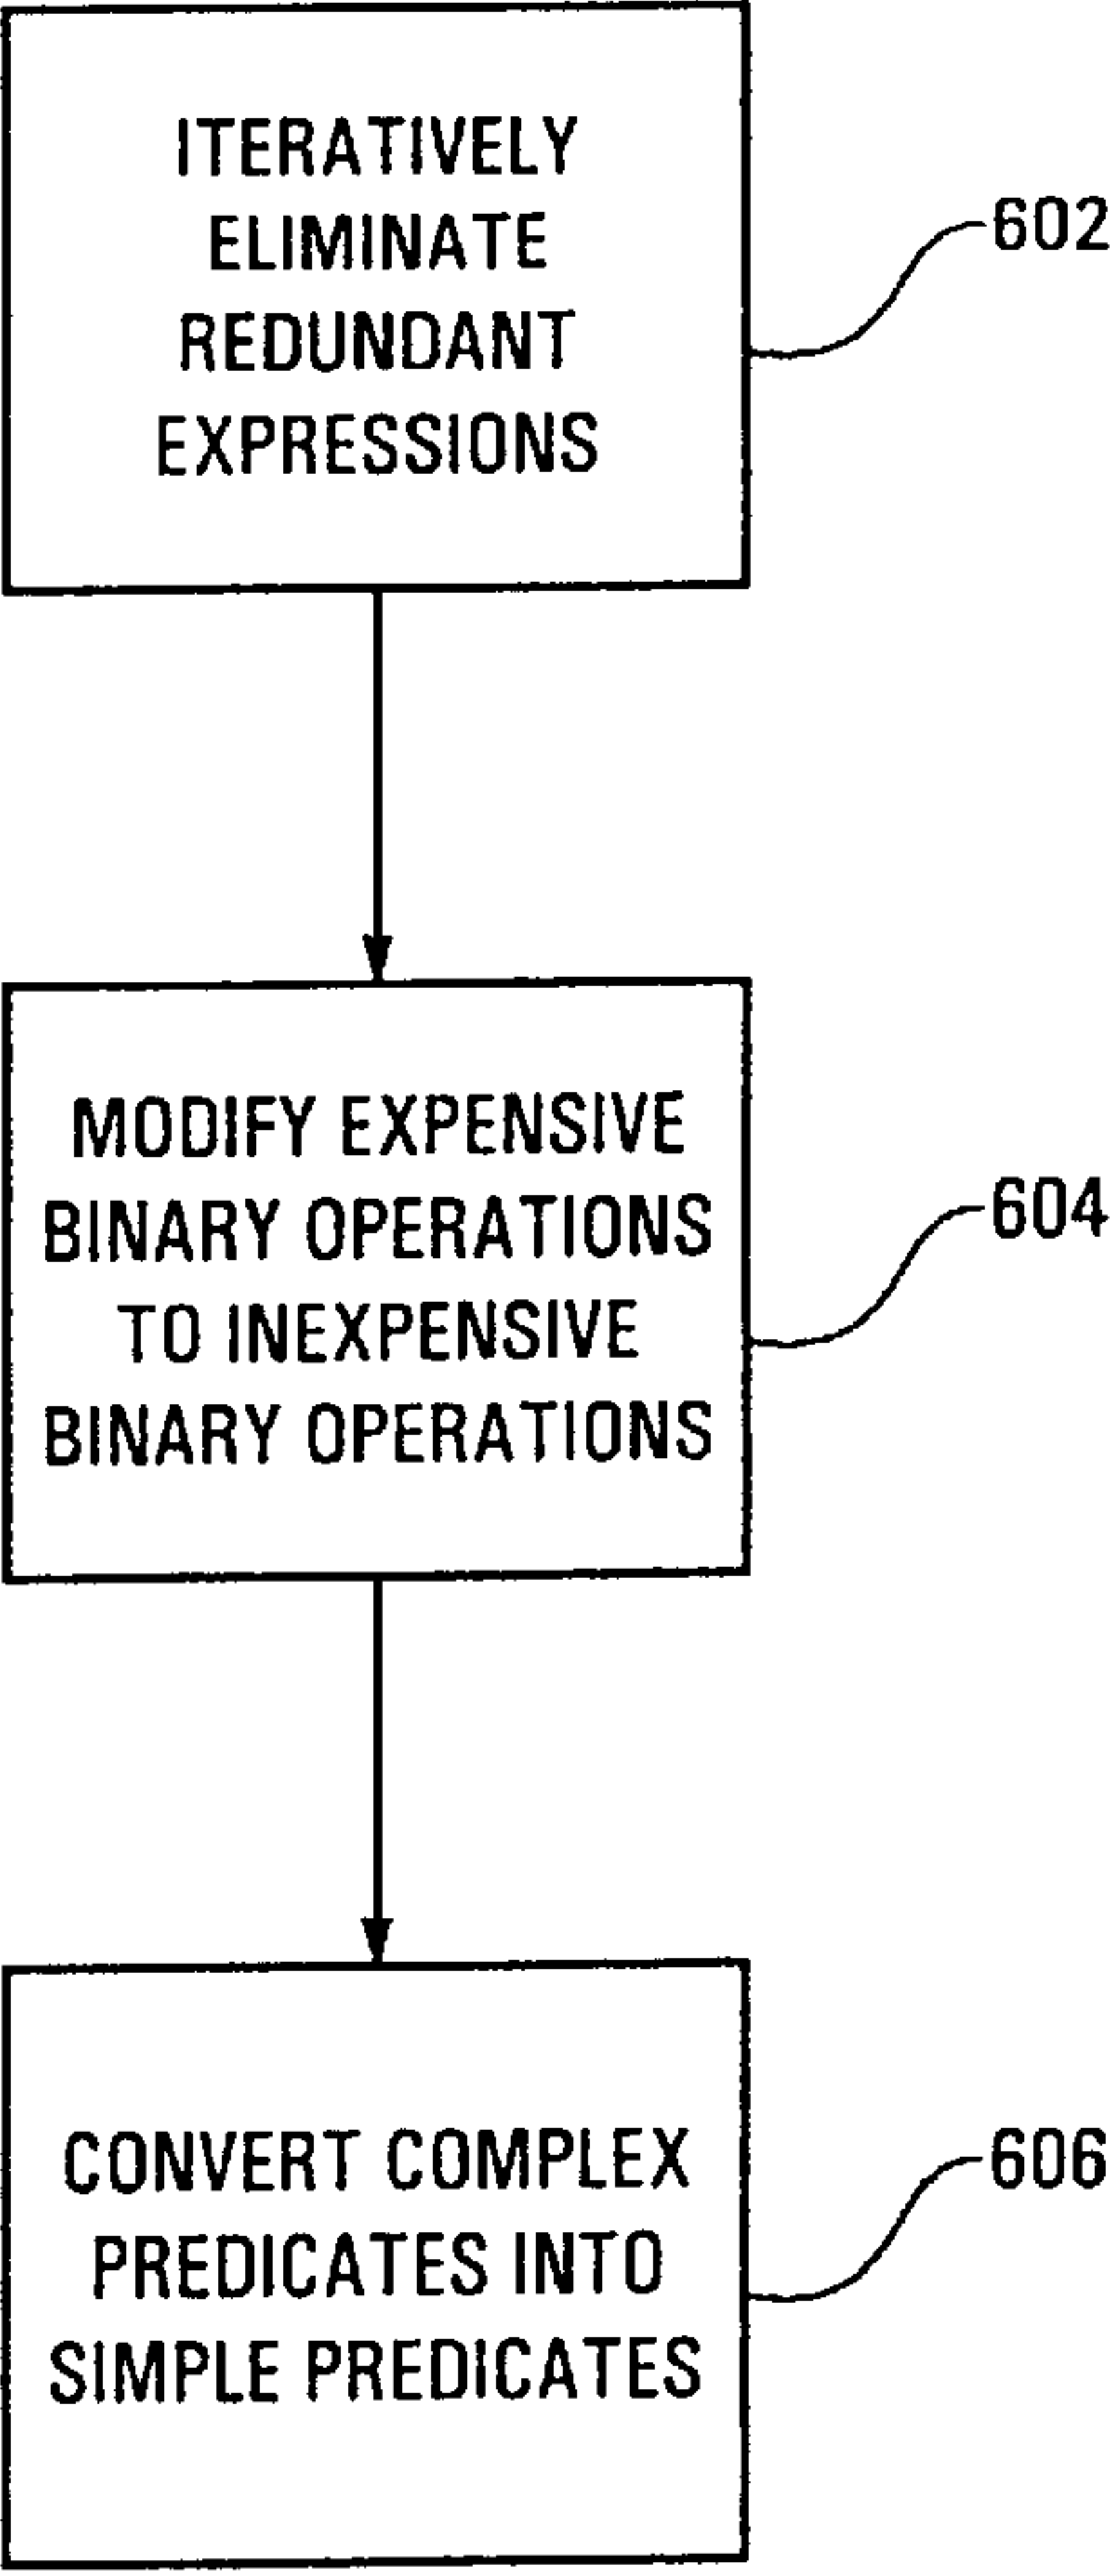 ITERATIVELY
ELIMINATE
REDUNDANT
EXPRESSIONS
602
MODIFY EXPENSIVE
BINARY OPERATIONS
TO INEXPENSIVE
BINARY OPERATIONS
604
CONVERT COMPLEX
PREDICATES INTO
SIMPLE PREDICATES
606